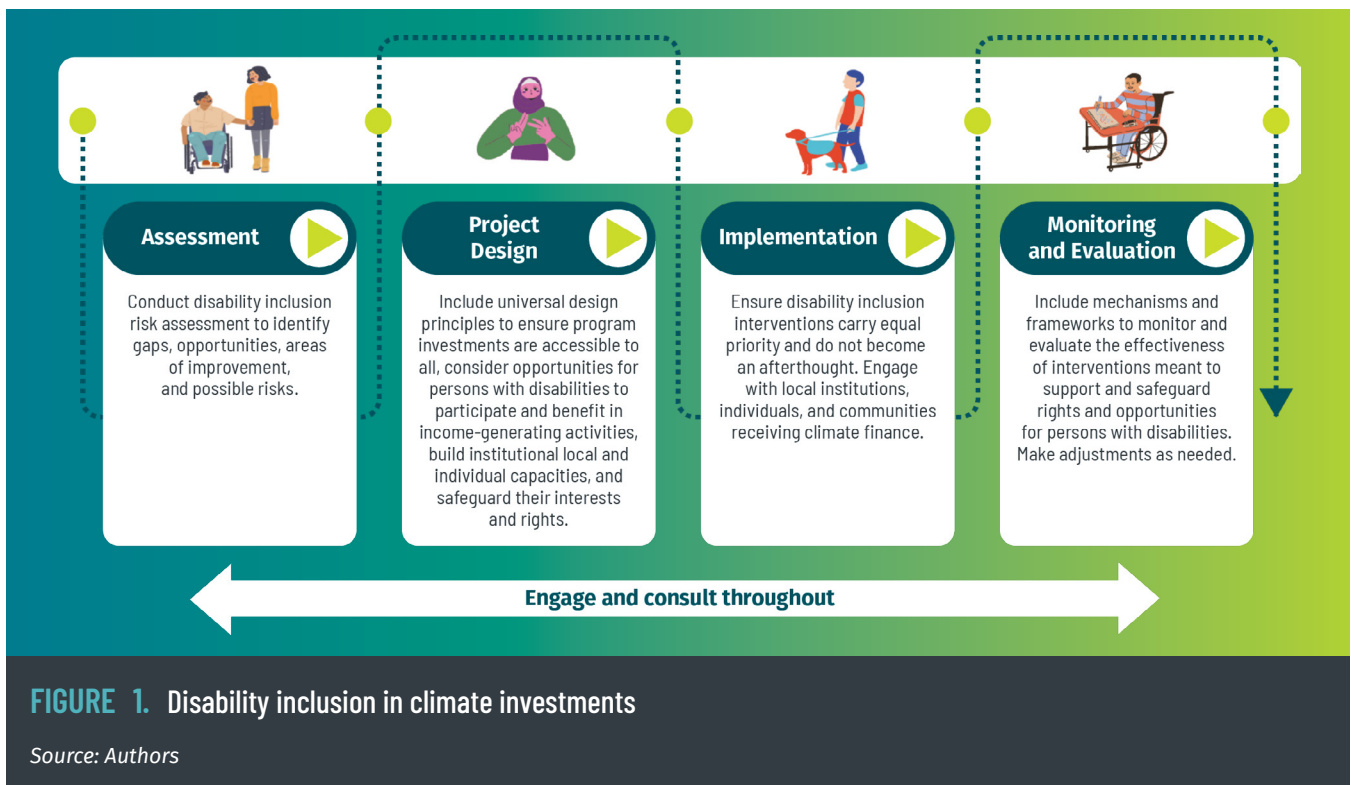 Assessment
Conduct disability inclusion
risk assessment to identify
gaps, opportunities, areas
of improvement,
and possible risks.
Project
Design
Include universal design
principles to ensure program
investments are accessible to
all, consider opportunities for
persons with disabilities to
participate and benefit in
income-generating activities,
build institutional local and
individual capacities, and
safeguard their interests
and rights.
Implementation
Ensure disability inclusion
interventions carry equal
priority and do not become
an afterthought. Engage
with local institutions,
individuals, and communities
receiving climate finance.
Monitoring
and Evaluation
Include mechanisms and
frameworks to monitor and
evaluate the effectiveness
of interventions meant to
support and safeguard
rights and opportunities
for persons with disabilities.
Make adjustments as needed.
Engage and consult throughout
FIGURE 1. Disability inclusion in climate investments
Source: Authors